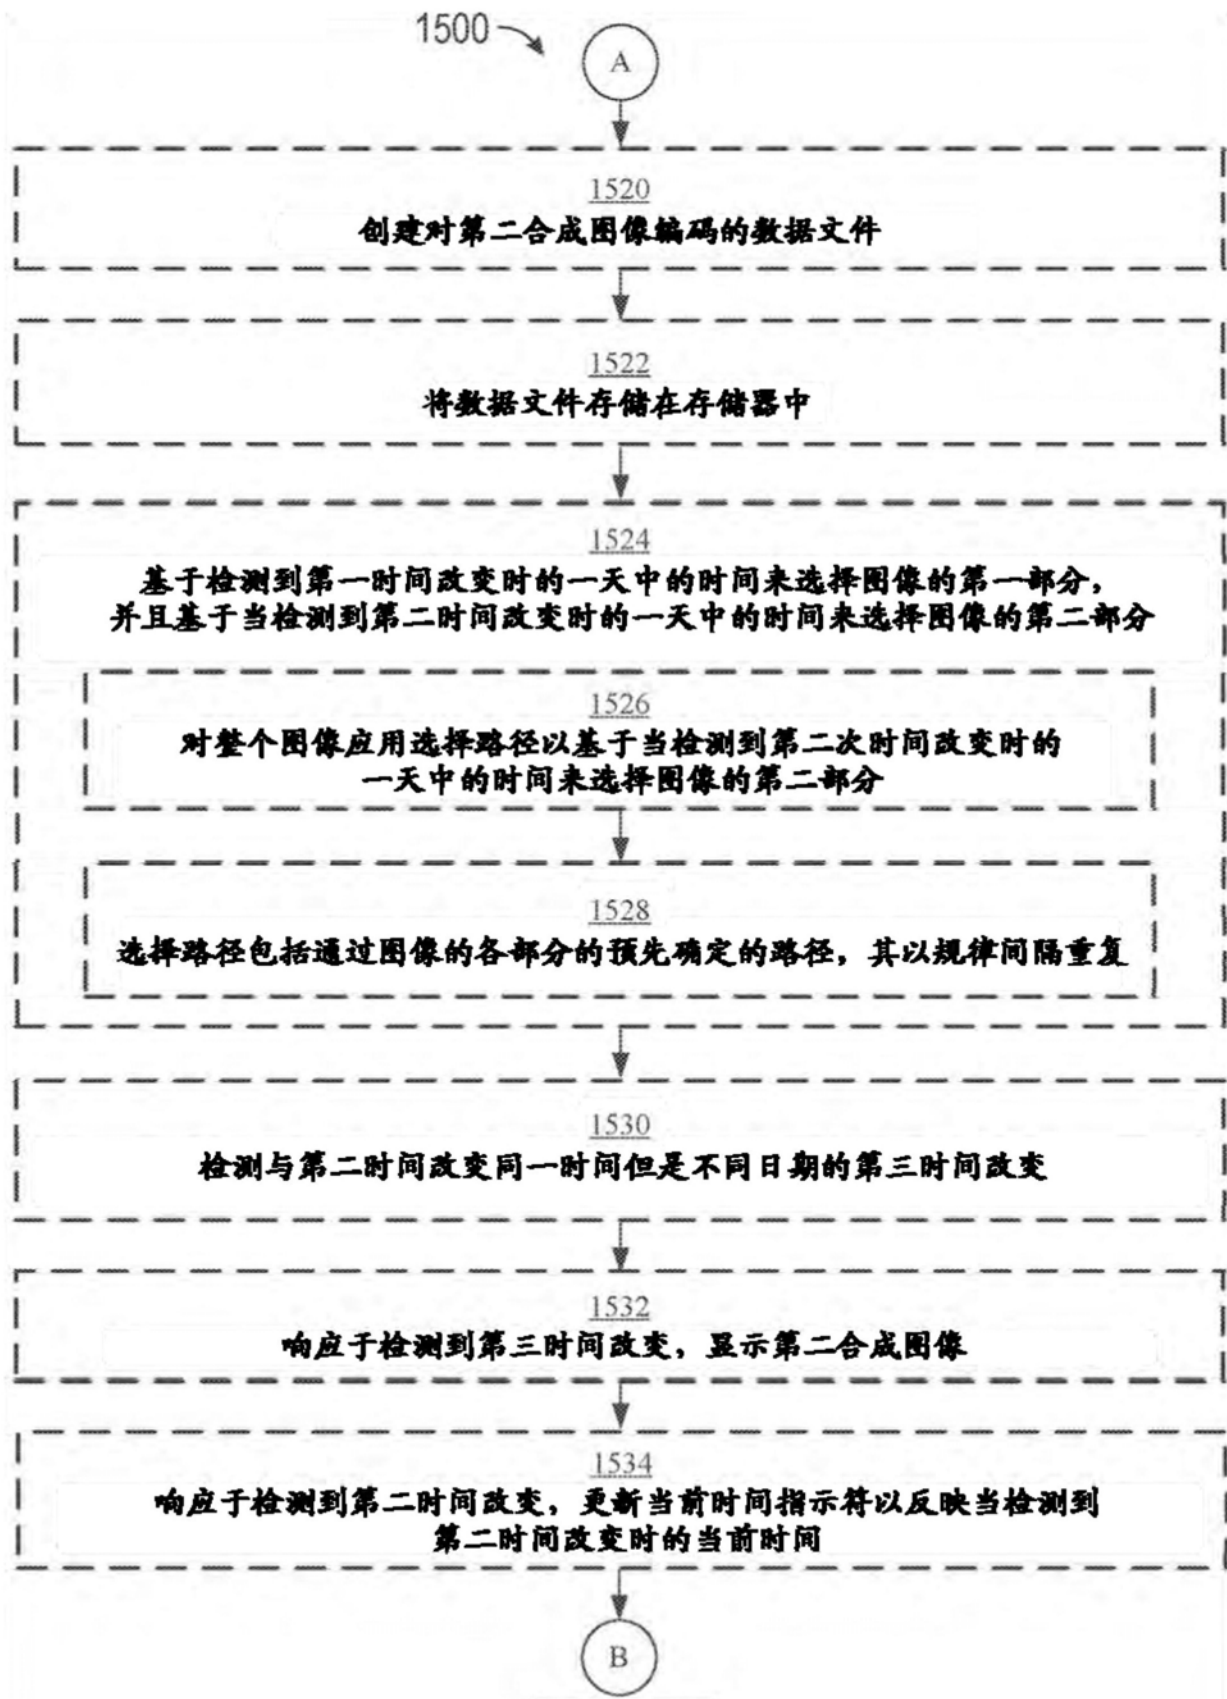 1500
A
1520
创建对第二合成图像编码的数据文件
1522
将数据文件存储在存储器中
1524
基于检测到第一时间改变时的一天中的时间来选择图像的第一部分，
并且基于当检测到第二时间改变时的一天中的时间来选择图像的第二部分
1526
对整个图像应用选择路径以基于当检测到第二次时间改变时的
一天中的时间来选择图像的第二部分
1528
选择路径包括通过图像的各部分的预先确定的路径，其以规律间隔重复
1530
检测与第二时间改变同一时间但是不同日期的第三时间改变
1532
响应于检测到第三时间改变，显示第二合成图像
1534
响应于检测到第二时间改变，更新当前时间指示符以反映当检测到
第二时间改变时的当前时间
B